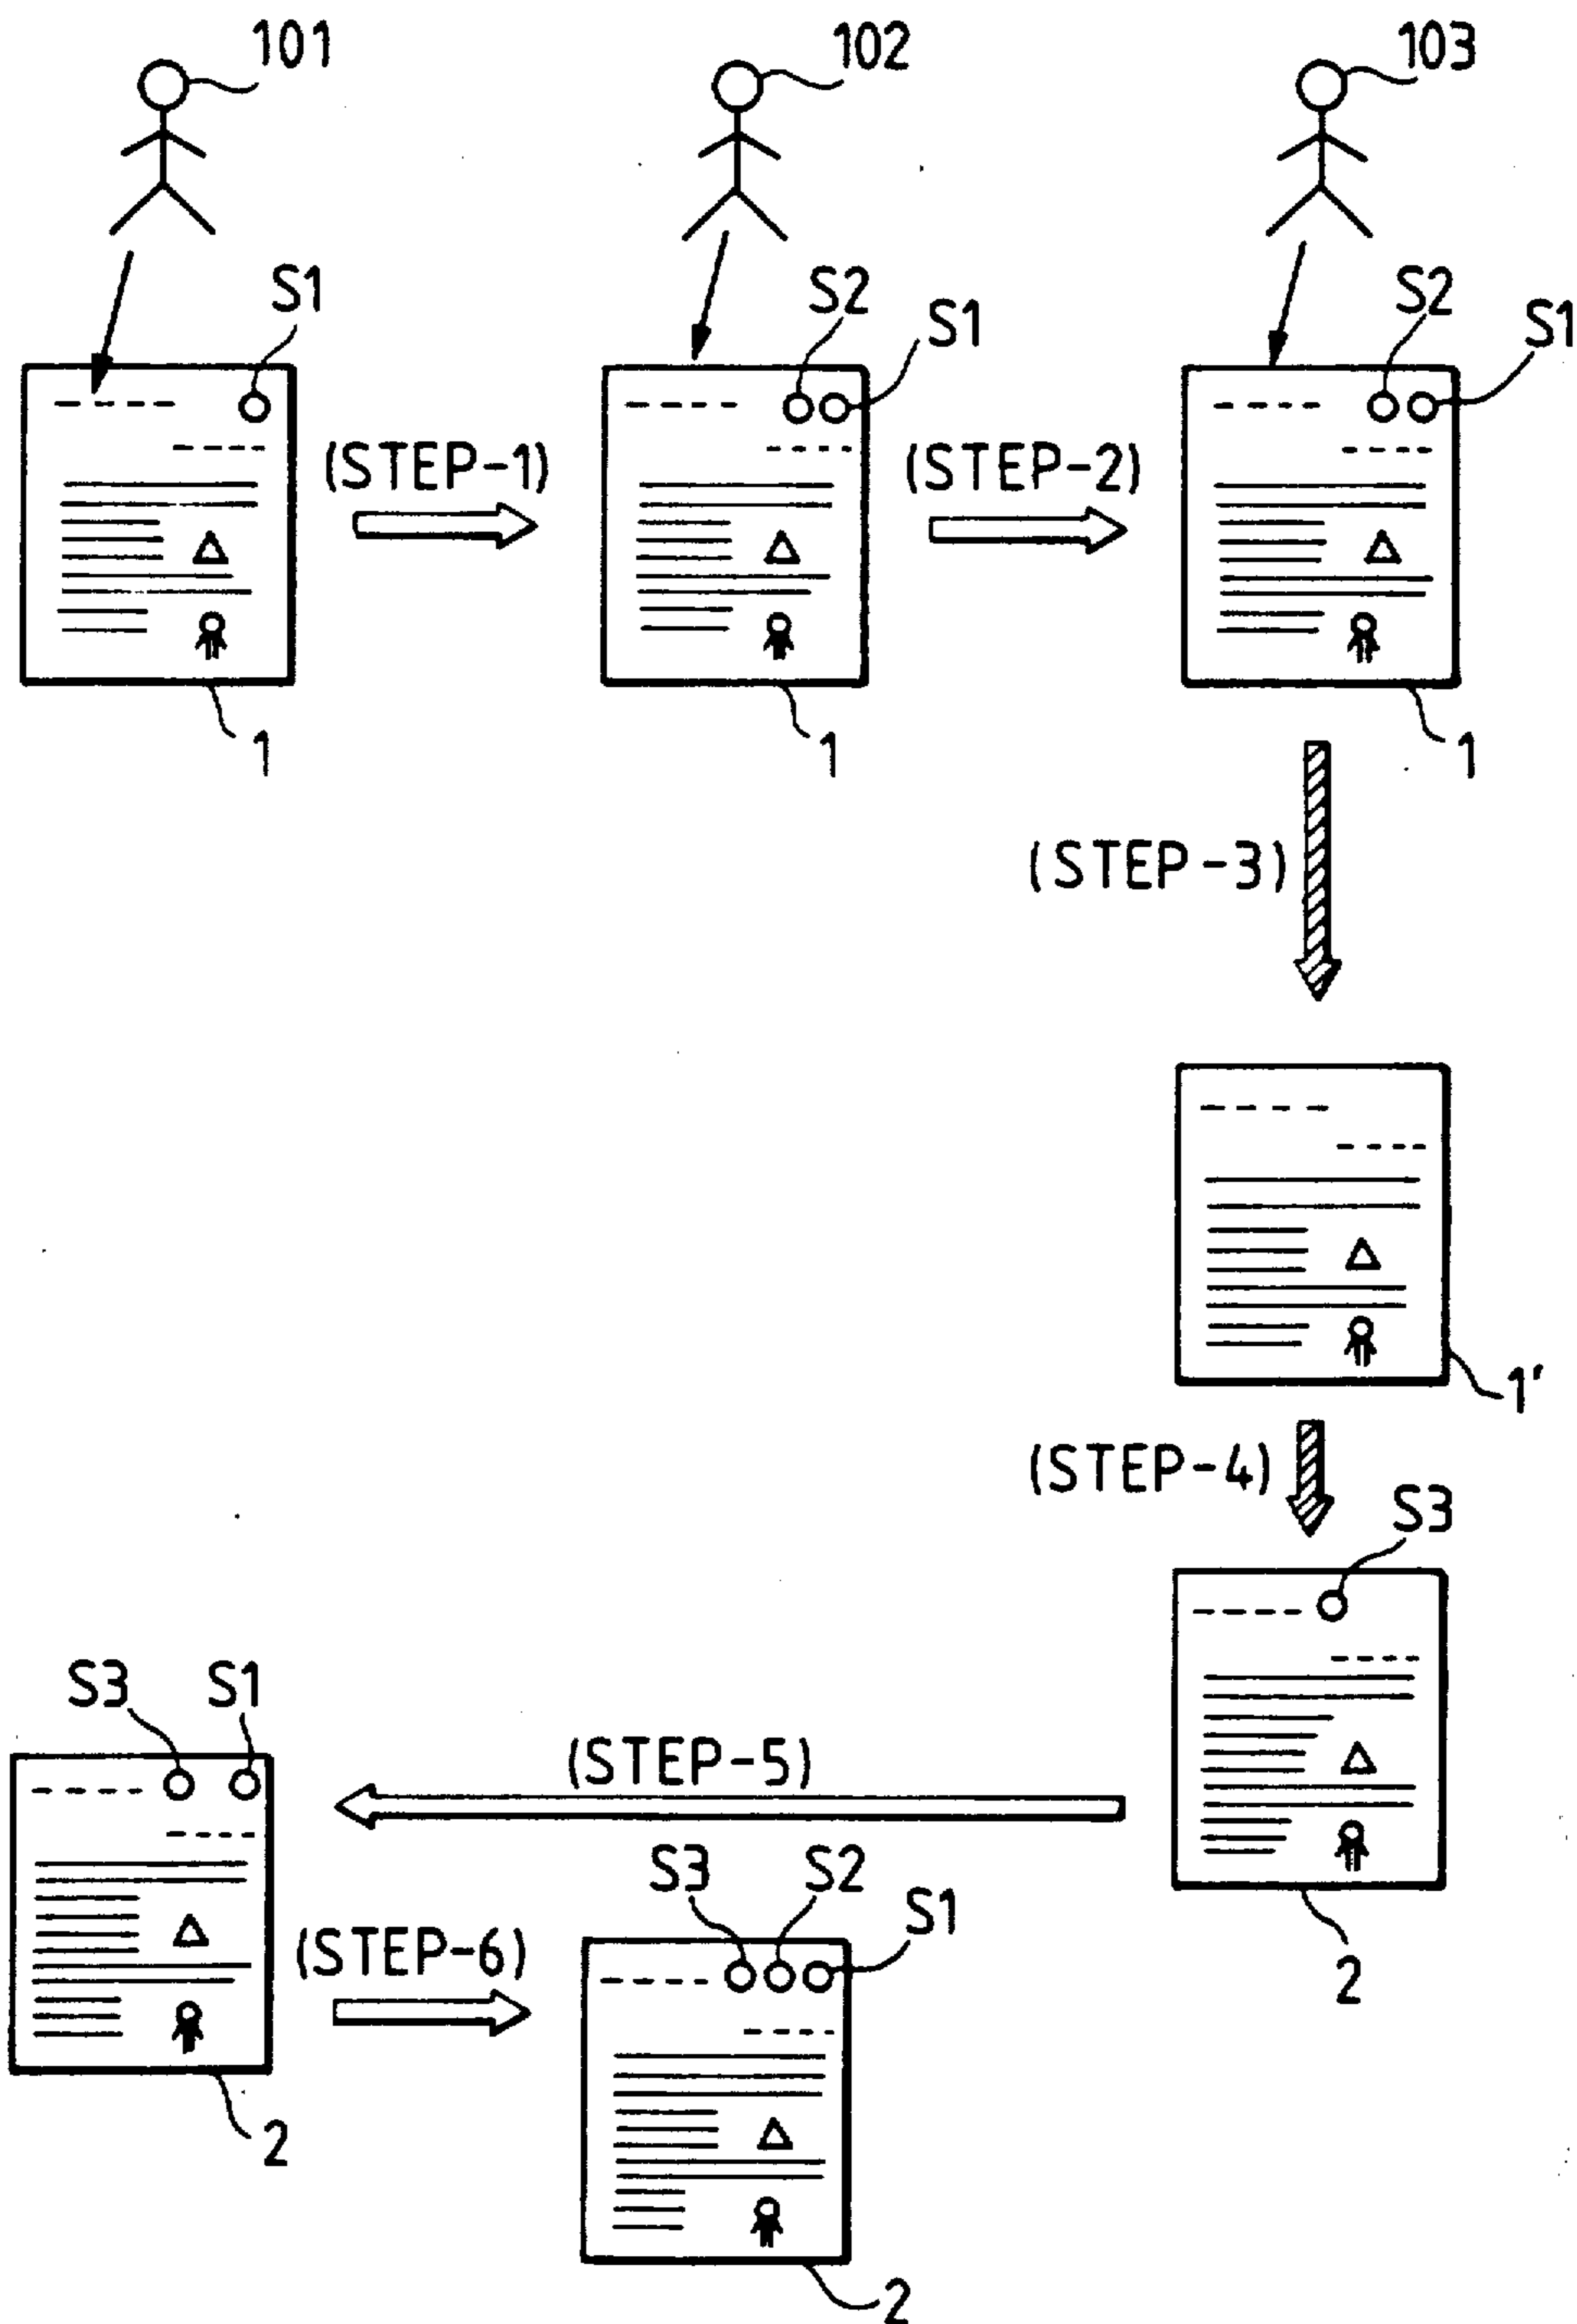 101 102 103
S1 S2 S1 S2 S1
(STEP-1) (STEP-2)
1 1 1
(STEP-3)
1'
(STEP-4)
S3
S3 S1
(STEP-5)
S3 S2 S1
(STEP-6)
2
2
2